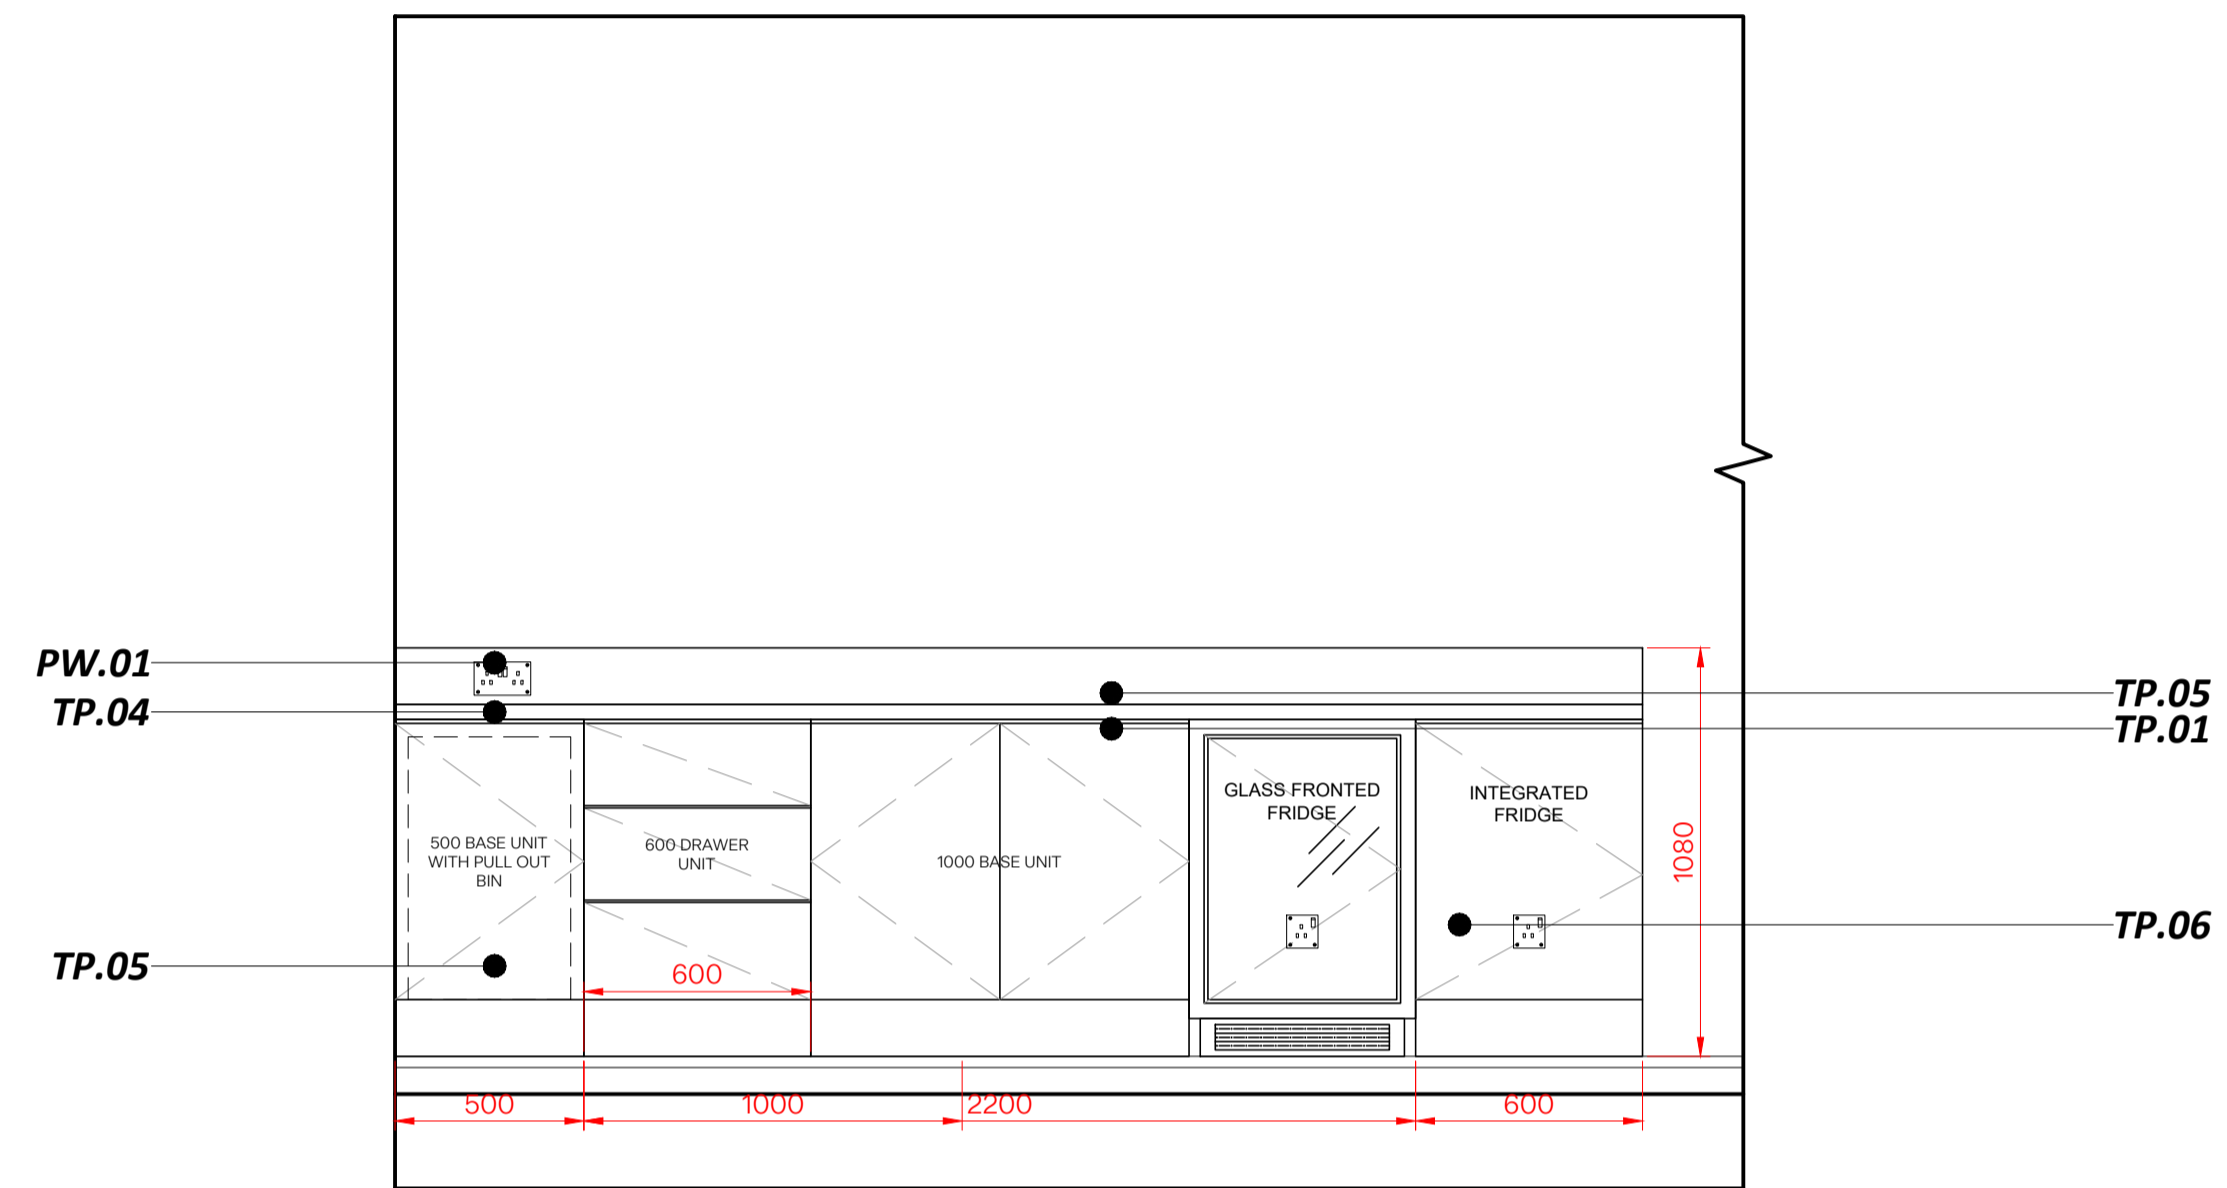 PW.01
TP.04
TP.05
TP.01
GLASS FRONTED
FRIDGE
INTEGRATED
FRIDGE
500 BASE UNIT
WITH PULL OUT
BIN
600 DRAWER
UNIT
1000 BASE UNIT
1080
TP.06
TP.05
600
500
1000
2200
600